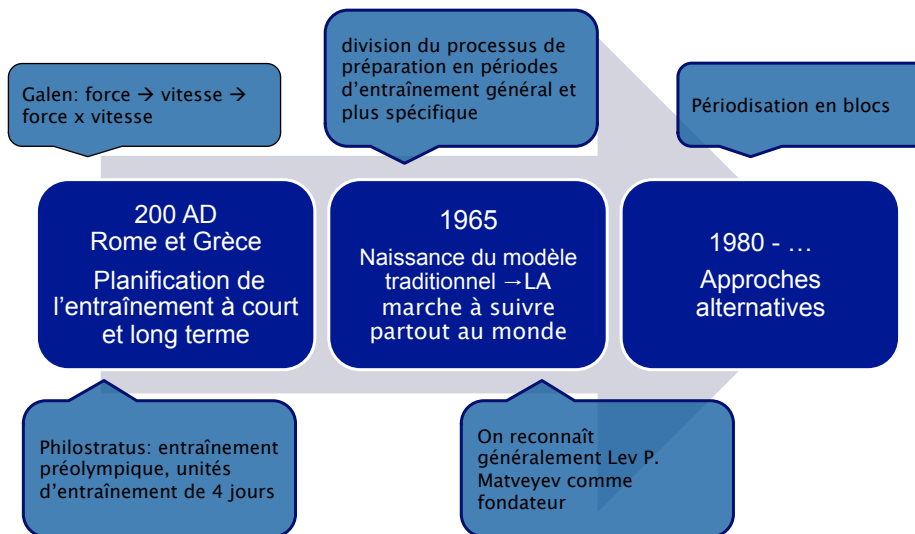 Galen: force → vitesse →
force x vitesse
division du processus de
préparation en périodes
d'entraînement général et
plus spécifique
Périodisation en blocs
200 AD
Rome et Grèce
Planification de
l'entraînement à court
et long terme
1965
Naissance du modèle
traditionnel →LA
marche à suivre
partout au monde
1980 - ...
Approches
alternatives
Philostratus: entraînement
préolympique, unités
d'entraînement de 4 jours
On reconnaît
généralement Lev P.
Matveyev comme
fondateur